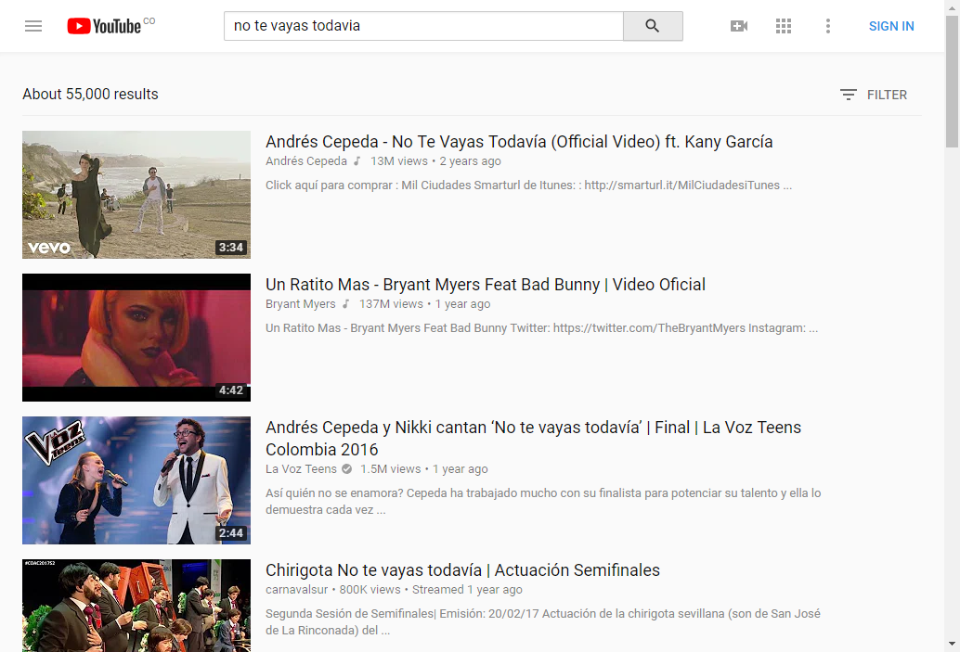 YouTube CO
no te vayas todavia
SIGN IN
About 55,000 results
FILTER
vevo
3:34
Andrés Cepeda - No Te Vayas Todavía (Official Video) ft. Kany García
Andrés Cepeda 13M views • 2 years ago
Click aquí para comprar : Mil Ciudades Smarturl de Itunes: : http://smarturl.it/MilCiudadesiTunes ...
4:42
Un Ratito Mas - Bryant Myers Feat Bad Bunny | Video Oficial
Bryant Myers 137M views • 1 year ago
Un Ratito Mas - Bryant Myers Feat Bad Bunny Twitter: https://twitter.com/TheBryantMyers Instagram: ...
La Voz
Teens
2:44
Andrés Cepeda y Nikki cantan ‘No te vayas todavía’ | Final | La Voz Teens
Colombia 2016
La Voz Teens 1.5M views • 1 year ago
Así quién no se enamora? Cepeda ha trabajado mucho con su finalista para potenciar su talento y ella lo
demuestra cada vez ...
#COAC2017S2
Chirigota No te vayas todavía | Actuación Semifinales
carnavalsur • 800K views • Streamed 1 year ago
Segunda Sesión de Semifinales| Emisión: 20/02/17 Actuación de la chirigota sevillana (son de San José
de La Rinconada) del ...